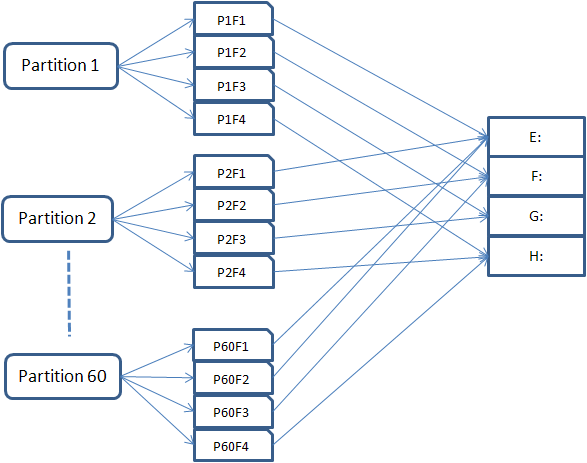 Partition 1
P1F1
P1F2
P1F3
P1F4
Partition 2
P2F1
P2F2
P2F3
P2F4
Partition 60
P60F1
P60F2
P60F3
P60F4
E:
F:
G:
H: